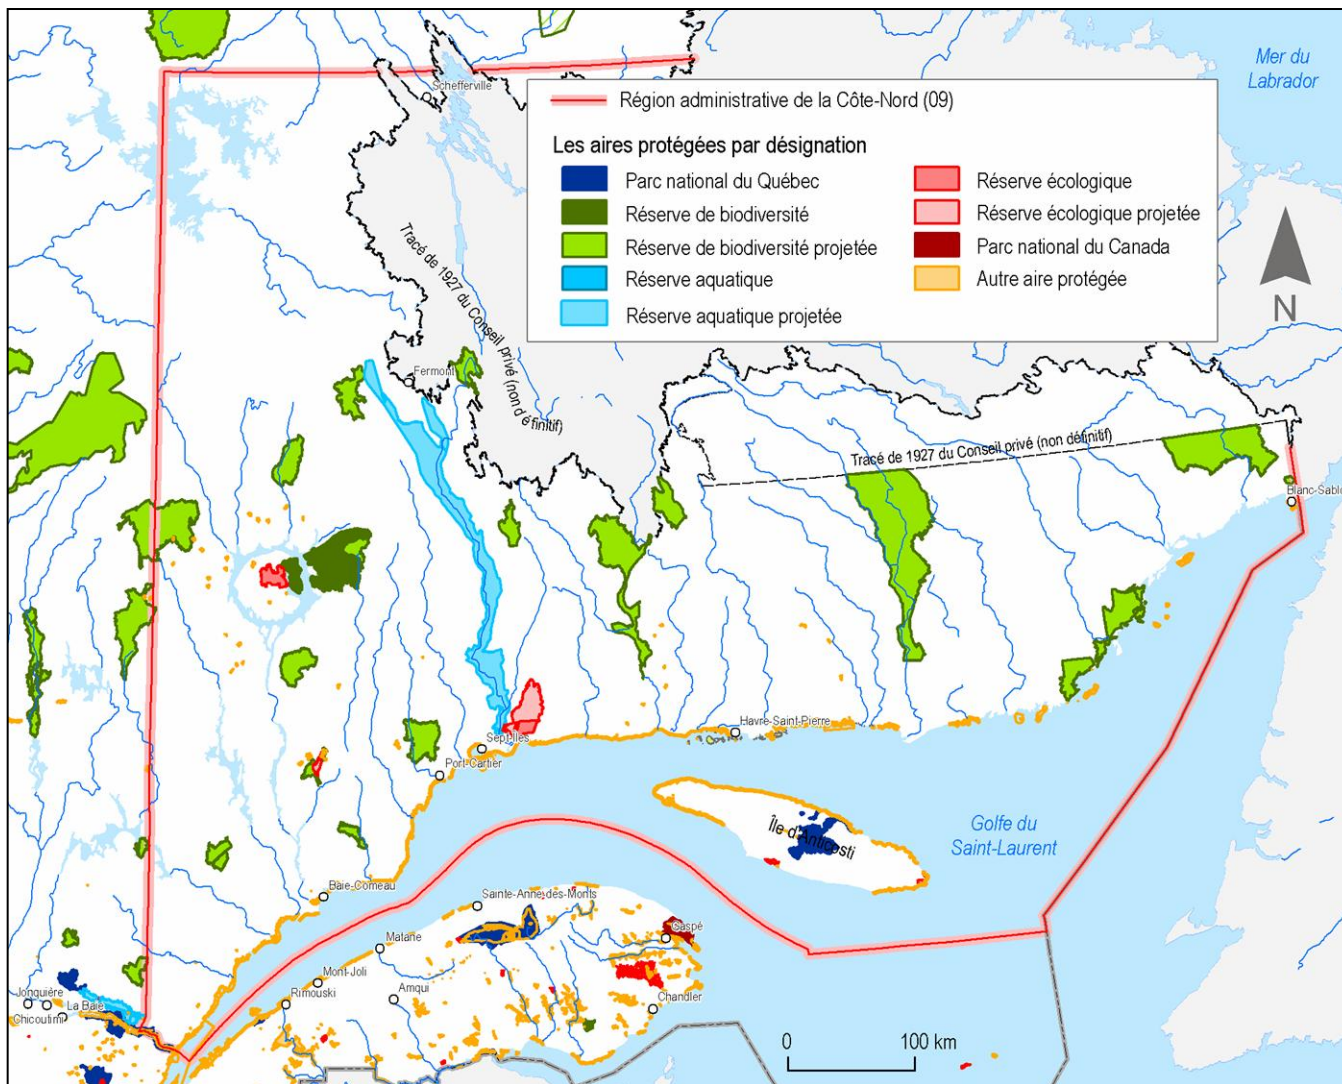 Mer du
Labrador
Schefferville
Région administrative de la Côte-Nord (09)
Les aires protégées par désignation
Parc national du Québec
Réserve de biodiversité
Réserve de biodiversité projetée
Réserve aquatique
Réserve aquatique projetée
Réserve écologique
Réserve écologique projetée
Parc national du Canada
Autre aire protégée
N
Tracé de 1927 du Conseil privé (non définitif)
Fermont
Tracé de 1927 du Conseil privé (non définitif)
Blanc-Sablo
Havre-Saint-Pierre
Sept-Îles
Port-Cartier
Île d'Anticosti
Golfe du
Saint-Laurent
Baie-Comeau
Sainte-Anne-des-Monts
Gaspé
Matane
Mont-Joli
Rimouski
Amqui
Chandler
Jonquière
La Baie
Chicoutimi
0 100 km